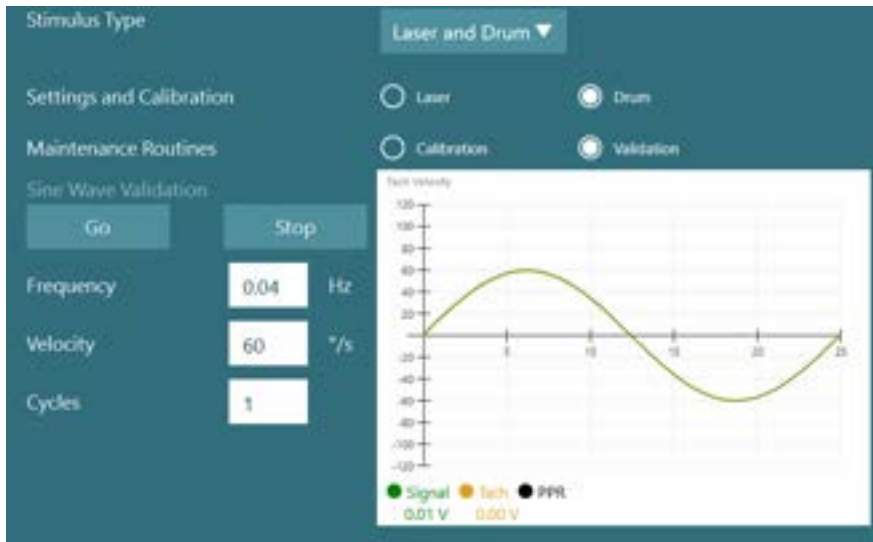 Stimulus Type
Laser and Drum
Settings and Calibration
Laser
Drum
Maintenance Routines
Calibration
Validation
Sine Wave Validation
Tach Velocity
Go
Stop
Frequency
0.04
Hz
Velocity
60
°/s
Cycles
1
120
100
80
60
40
20
5
10
15
20
25
-20
-40
-60
-80
-100
-120
Signal
Tach
PPR
0.01 V
0.00 V